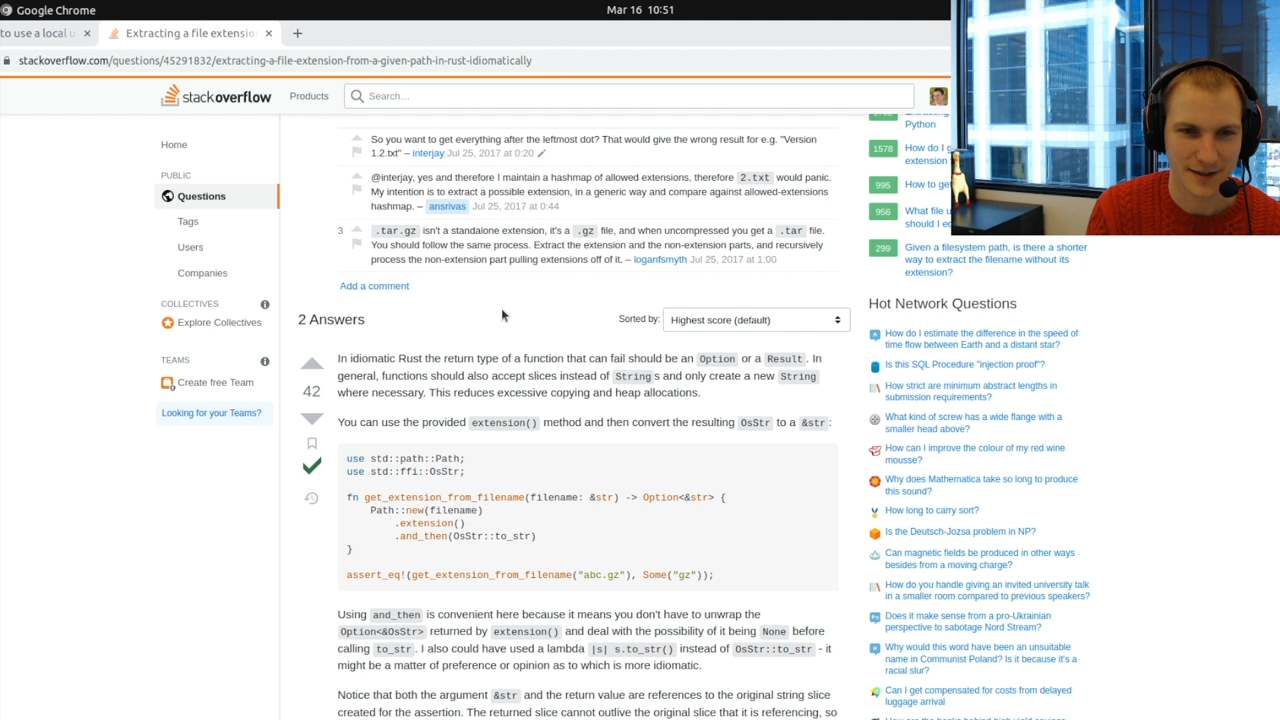 Google Chrome
Mar 16 10:51
to use a local u
Extracting a file extensio
stackoverflow.com/questions/45291832/extracting-a-file-extension-from-a-given-path-in-rust-idiomatically
stackoverflow
Products
Search...
Home
PUBLIC
Questions
Tags
Users
Companies
COLLECTIVES
Explore Collectives
TEAMS
Create free Team
Looking for your Teams?
So you want to get everything after the leftmost dot? That would give the wrong result for e.g. "Version
1.2.txt" – interjay Jul 25, 2017 at 0:20
@interjay, yes and therefore I maintain a hashmap of allowed extensions, therefore 2.txt would panic.
My intention is to extract a possible extension, in a generic way and compare against allowed-extensions
hashmap. – ansrivas Jul 25, 2017 at 0:44
3 .tar.gz isn't a standalone extension, it's a .gz file, and when uncompressed you get a .tar file.
You should follow the same process. Extract the extension and the non-extension parts, and recursively
process the non-extension part pulling extensions off of it. – loganfsmyth Jul 25, 2017 at 1:00
Add a comment
2 Answers
Sorted by:
Highest score (default)
42
In idiomatic Rust the return type of a function that can fail should be an Option or a Result. In
general, functions should also accept slices instead of Strings and only create a new String
where necessary. This reduces excessive copying and heap allocations.
You can use the provided extension() method and then convert the resulting OsStr to a &str:
use std::path::Path;
use std::ffi::OsStr;
fn get_extension_from_filename(filename: &str) -> Option<&str> {
Path::new(filename)
.extension()
.and_then(OsStr::to_str)
}
assert_eq!(get_extension_from_filename("abc.gz"), Some("gz"));
Using and_then is convenient here because it means you don't have to unwrap the
Option<&OsStr> returned by extension() and deal with the possibility of it being None before
calling to_str. I also could have used a lambda |s| s.to_str() instead of OsStr::to_str - it
might be a matter of preference or opinion as to which is more idiomatic.
Notice that both the argument &str and the return value are references to the original string slice
created for the assertion. The returned slice cannot outlive the original slice that it is referencing, so
Python
1578
How do I g
extension
995
How to ge
956
What file u
should I ed
299
Given a filesystem path, is there a shorter
way to extract the filename without its
extension?
Hot Network Questions
How do I estimate the difference in the speed of
time flow between Earth and a distant star?
Is this SQL Procedure "injection proof"?
How strict are minimum abstract lengths in
submission requirements?
What kind of screw has a wide flange with a
smaller head above?
How can I improve the colour of my red wine
mousse?
Why does Mathematica take so long to produce
this sound?
How long to carry sort?
Is the Deutsch-Jozsa problem in NP?
Can magnetic fields be produced in other ways
besides from a moving charge?
How do you handle giving an invited university talk
in a smaller room compared to previous speakers?
Does it make sense from a pro-Ukrainian
perspective to sabotage Nord Stream?
Why would this word have been an unsuitable
name in Communist Poland? Is it because it's a
racial slur?
Can I get compensated for costs from delayed
luggage arrival